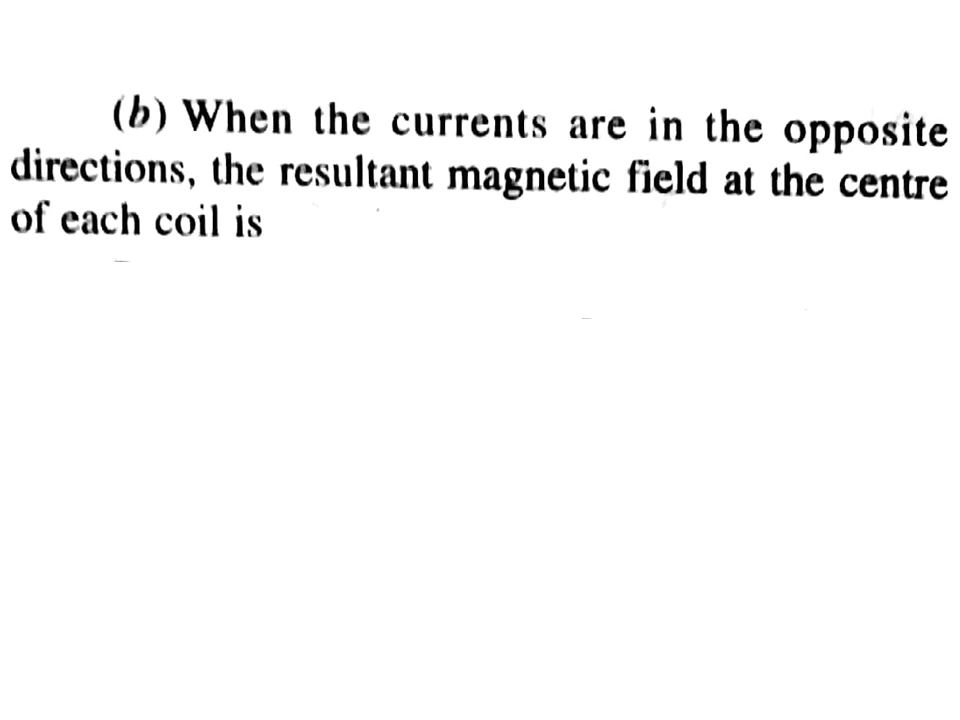 (b) When the currents are in the opposite
directions, the resultant magnetic field at the centre
of each coil is